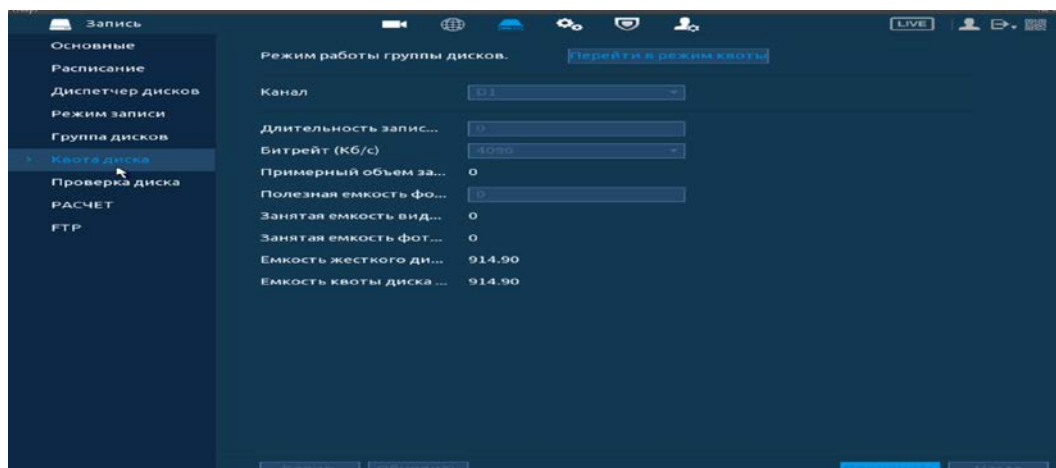 Запись
LIVE
Основные
Расписание
Диспетчер дисков
Режим записи
Группа дисков
Квота диска
Проверка диска
РАСЧЕТ
FTP
Режим работы группы дисков. Перейти в режим квоты
Канал D1
Длительность запис... 0
Битрейт (Кб/с) 4096
Примерный объем за... 0
Полезная емкость фо... 0
Занятая емкость вид... 0
Занятая емкость фот... 0
Емкость жесткого ди... 914.90
Емкость квоты диска ... 914.90